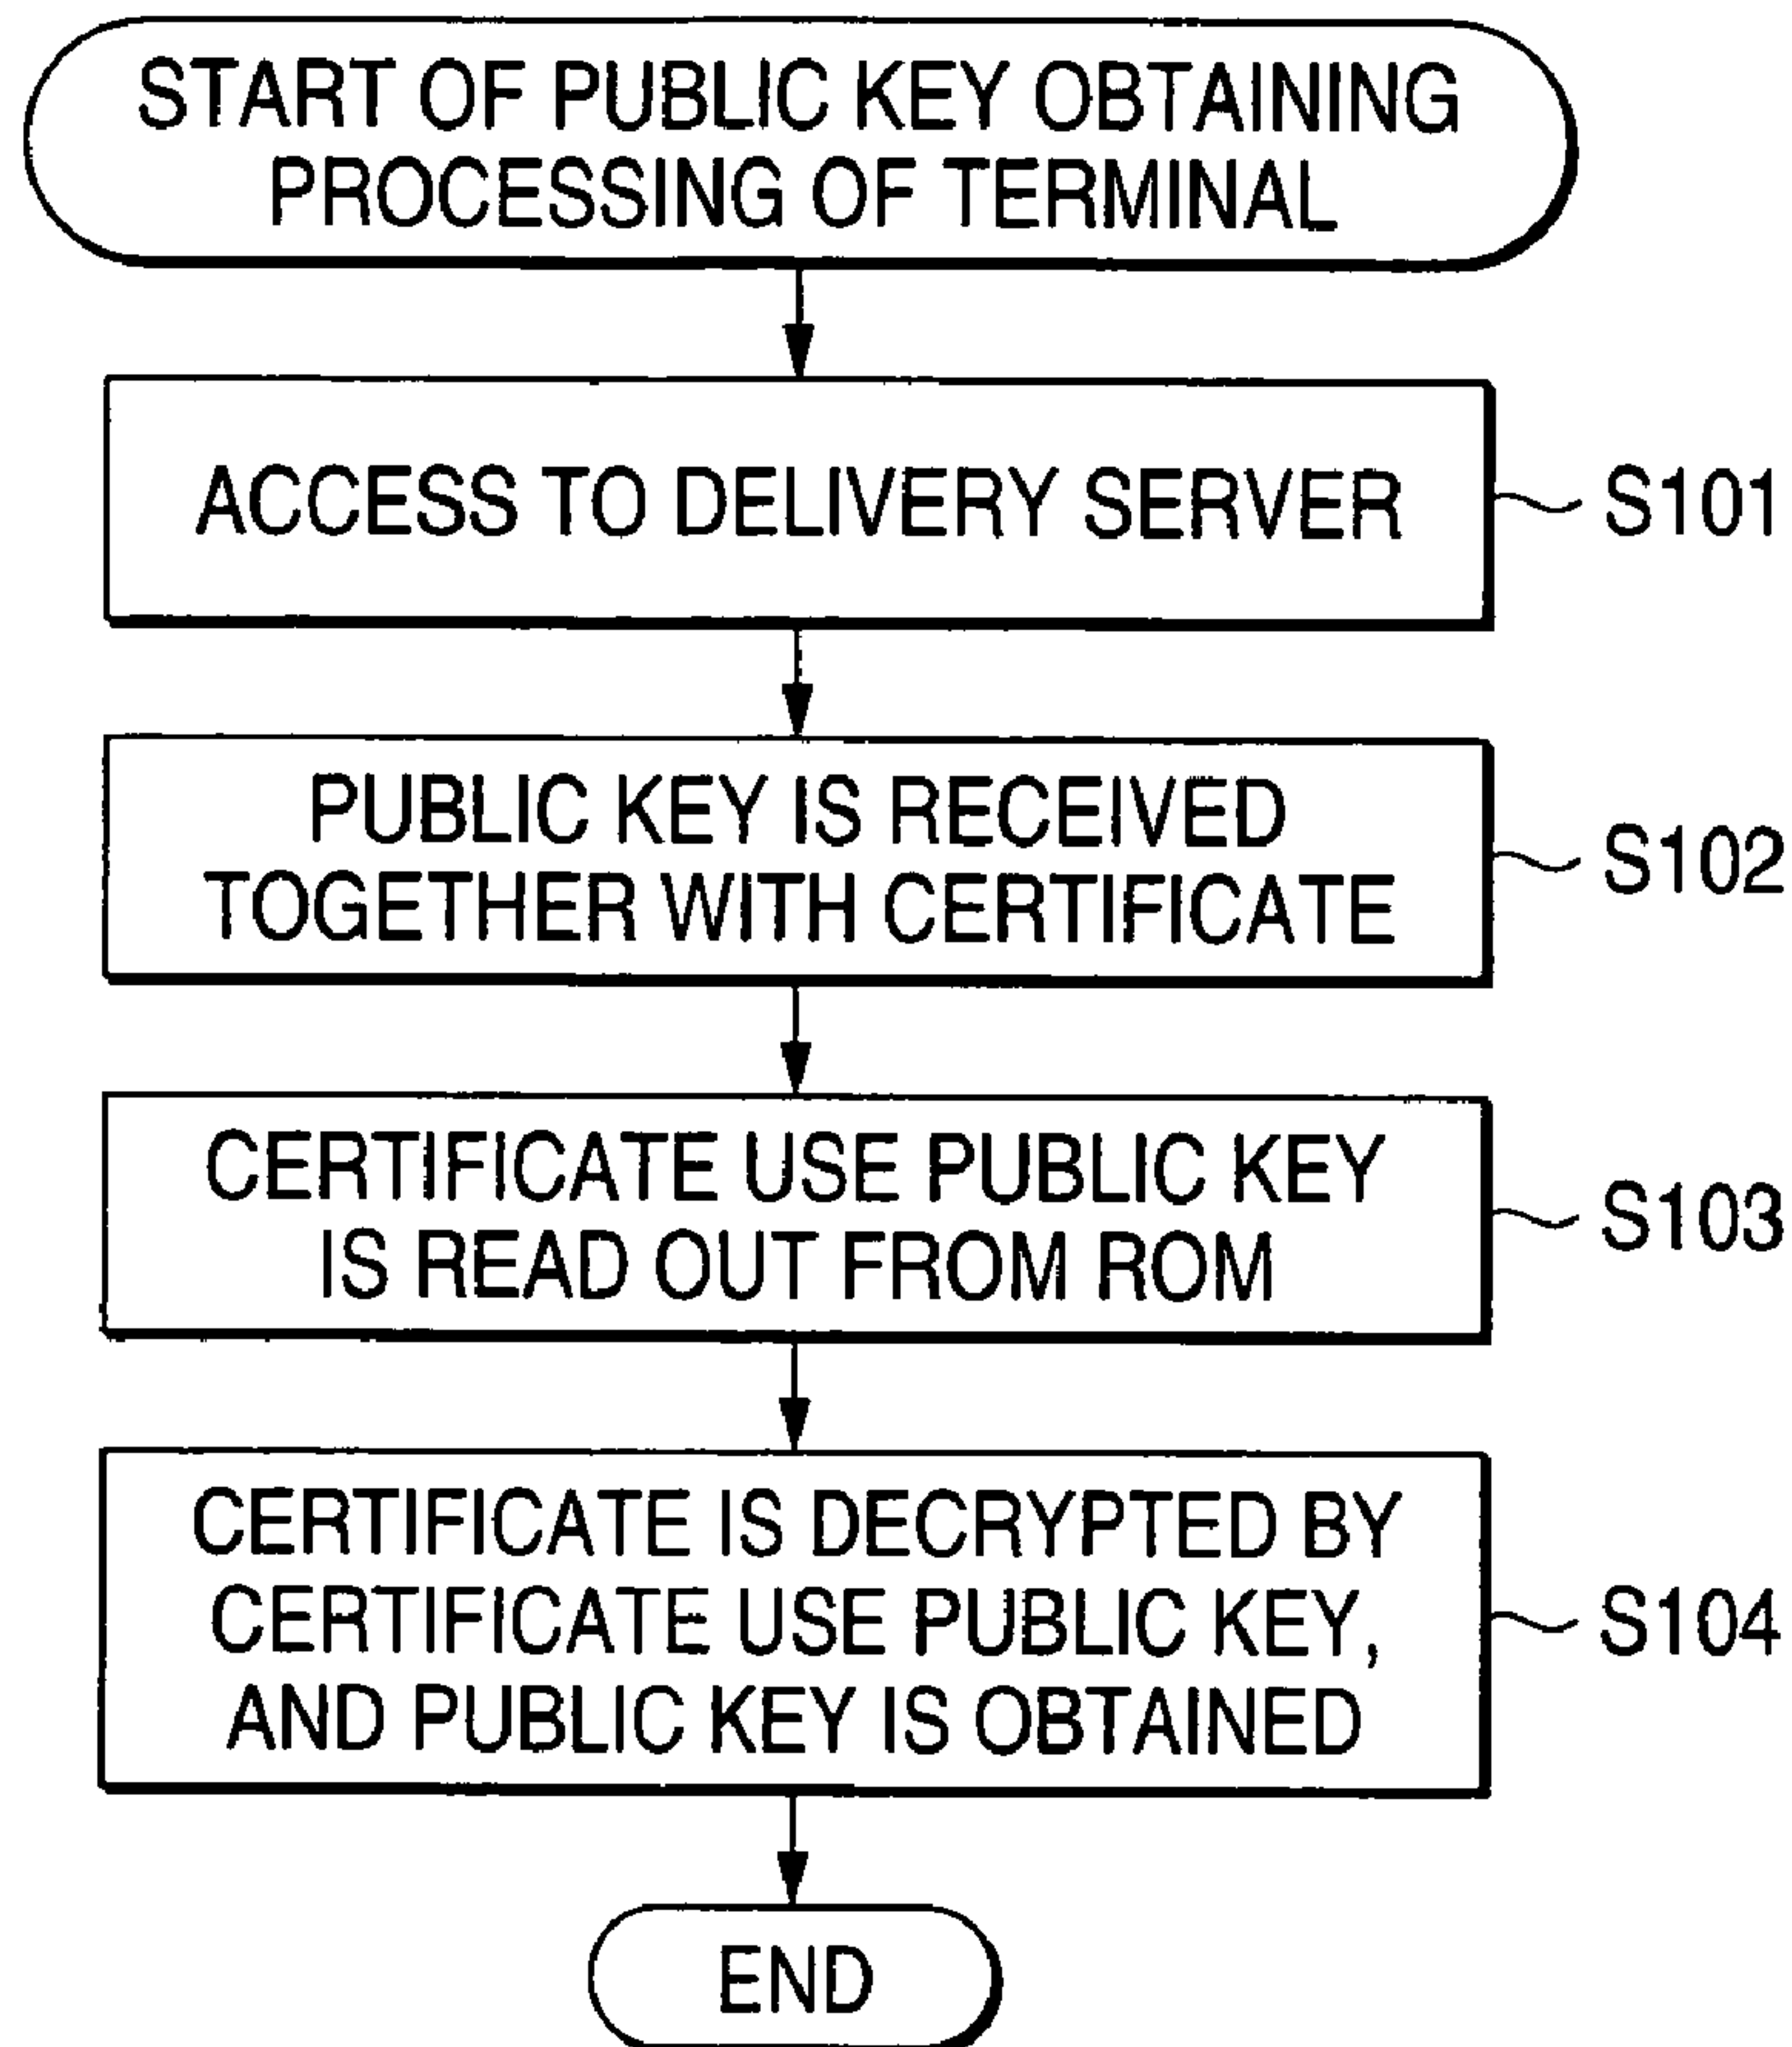 START OF PUBLIC KEY OBTAINING
PROCESSING OF TERMINAL
ACCESS TO DELIVERY SERVER
S101
PUBLIC KEY IS RECEIVED
TOGETHER WITH CERTIFICATE
S102
CERTIFICATE USE PUBLIC KEY
IS READ OUT FROM ROM
S103
CERTIFICATE IS DECRYPTED BY
CERTIFICATE USE PUBLIC KEY,
AND PUBLIC KEY IS OBTAINED
S104
END